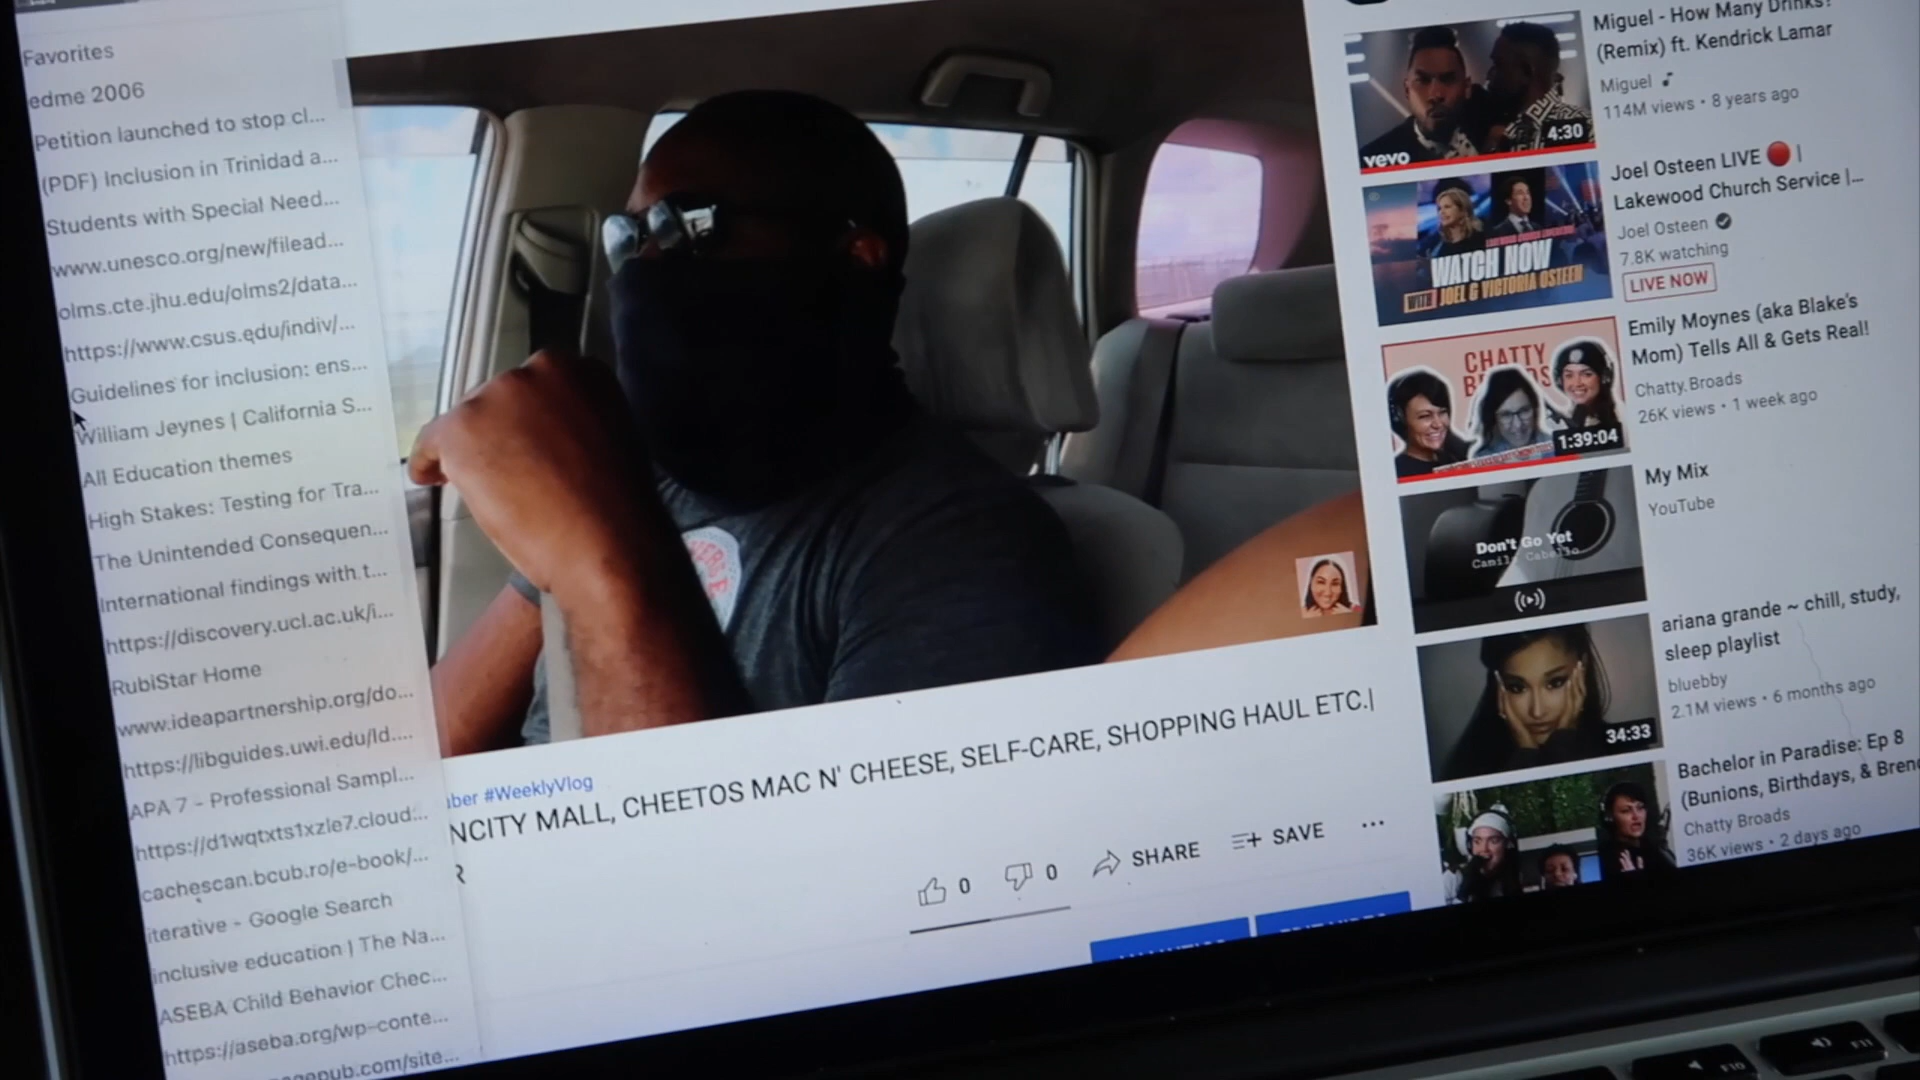 Favorites
edme 2006
Petition launched to stop cl...
(PDF) Inclusion in Trinidad a...
Students with Special Need...
www.unesco.org/new/filead...
olms.cte.jhu.edu/olms2/data...
https://www.csus.edu/indiv/...
Guidelines for inclusion: ens...
William Jeynes | California S...
All Education themes
High Stakes: Testing for Tra...
The Unintended Consequen...
International findings with t...
https://discovery.ucl.ac.uk/i...
RubiStar Home
www.ideapartnership.org/do...
https://libguides.uwi.edu/ld....
APA 7 - Professional Sampl...
https://d1wqtxts1xzle7.cloud...
cachescan.bcub.ro/e-book/...
iterative - Google Search
inclusive education | The Na...
ASEBA Child Behavior Chec...
https://aseba.org/wp-conte...
pub.com/site...
#WeeklyVlog
NCITY MALL, CHEETOS MAC N' CHEESE, SELF-CARE, SHOPPING HAUL ETC.|
R
0
0
SHARE
SAVE
...
vevo
4:30
Miguel - How Many Drinks?
(Remix) ft. Kendrick Lamar
Miguel
114M views • 8 years ago
WATCH NOW
WITH JOEL & VICTORIA OSTEEN
Joel Osteen LIVE 🔴 |
Lakewood Church Service |...
Joel Osteen
7.8K watching
LIVE NOW
CHATTY
1:39:04
Emily Moynes (aka Blake's
Mom) Tells All & Gets Real!
Chatty Broads
26K views • 1 week ago
Don't Go Yet
Camila Cabello
My Mix
YouTube
34:33
ariana grande ~ chill, study,
sleep playlist
bluebby
2.1M views • 6 months ago
Bachelor in Paradise: Ep 8
(Bunions, Birthdays, & Bren
Chatty Broads
36K views • 2 days ago
F10
F11